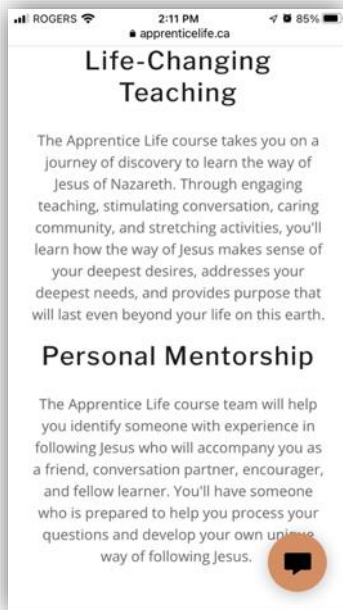 ROGERS 2:11 PM 85%
apprenticelife.ca
Life-Changing
Teaching
The Apprentice Life course takes you on a
journey of discovery to learn the way of
Jesus of Nazareth. Through engaging
teaching, stimulating conversation, caring
community, and stretching activities, you'll
learn how the way of Jesus makes sense of
your deepest desires, addresses your
deepest needs, and provides purpose that
will last even beyond your life on this earth.
Personal Mentorship
The Apprentice Life course team will help
you identify someone with experience in
following Jesus who will accompany you as
a friend, conversation partner, encourager,
and fellow learner. You'll have someone
who is prepared to help you process your
questions and develop your own unique
way of following Jesus.